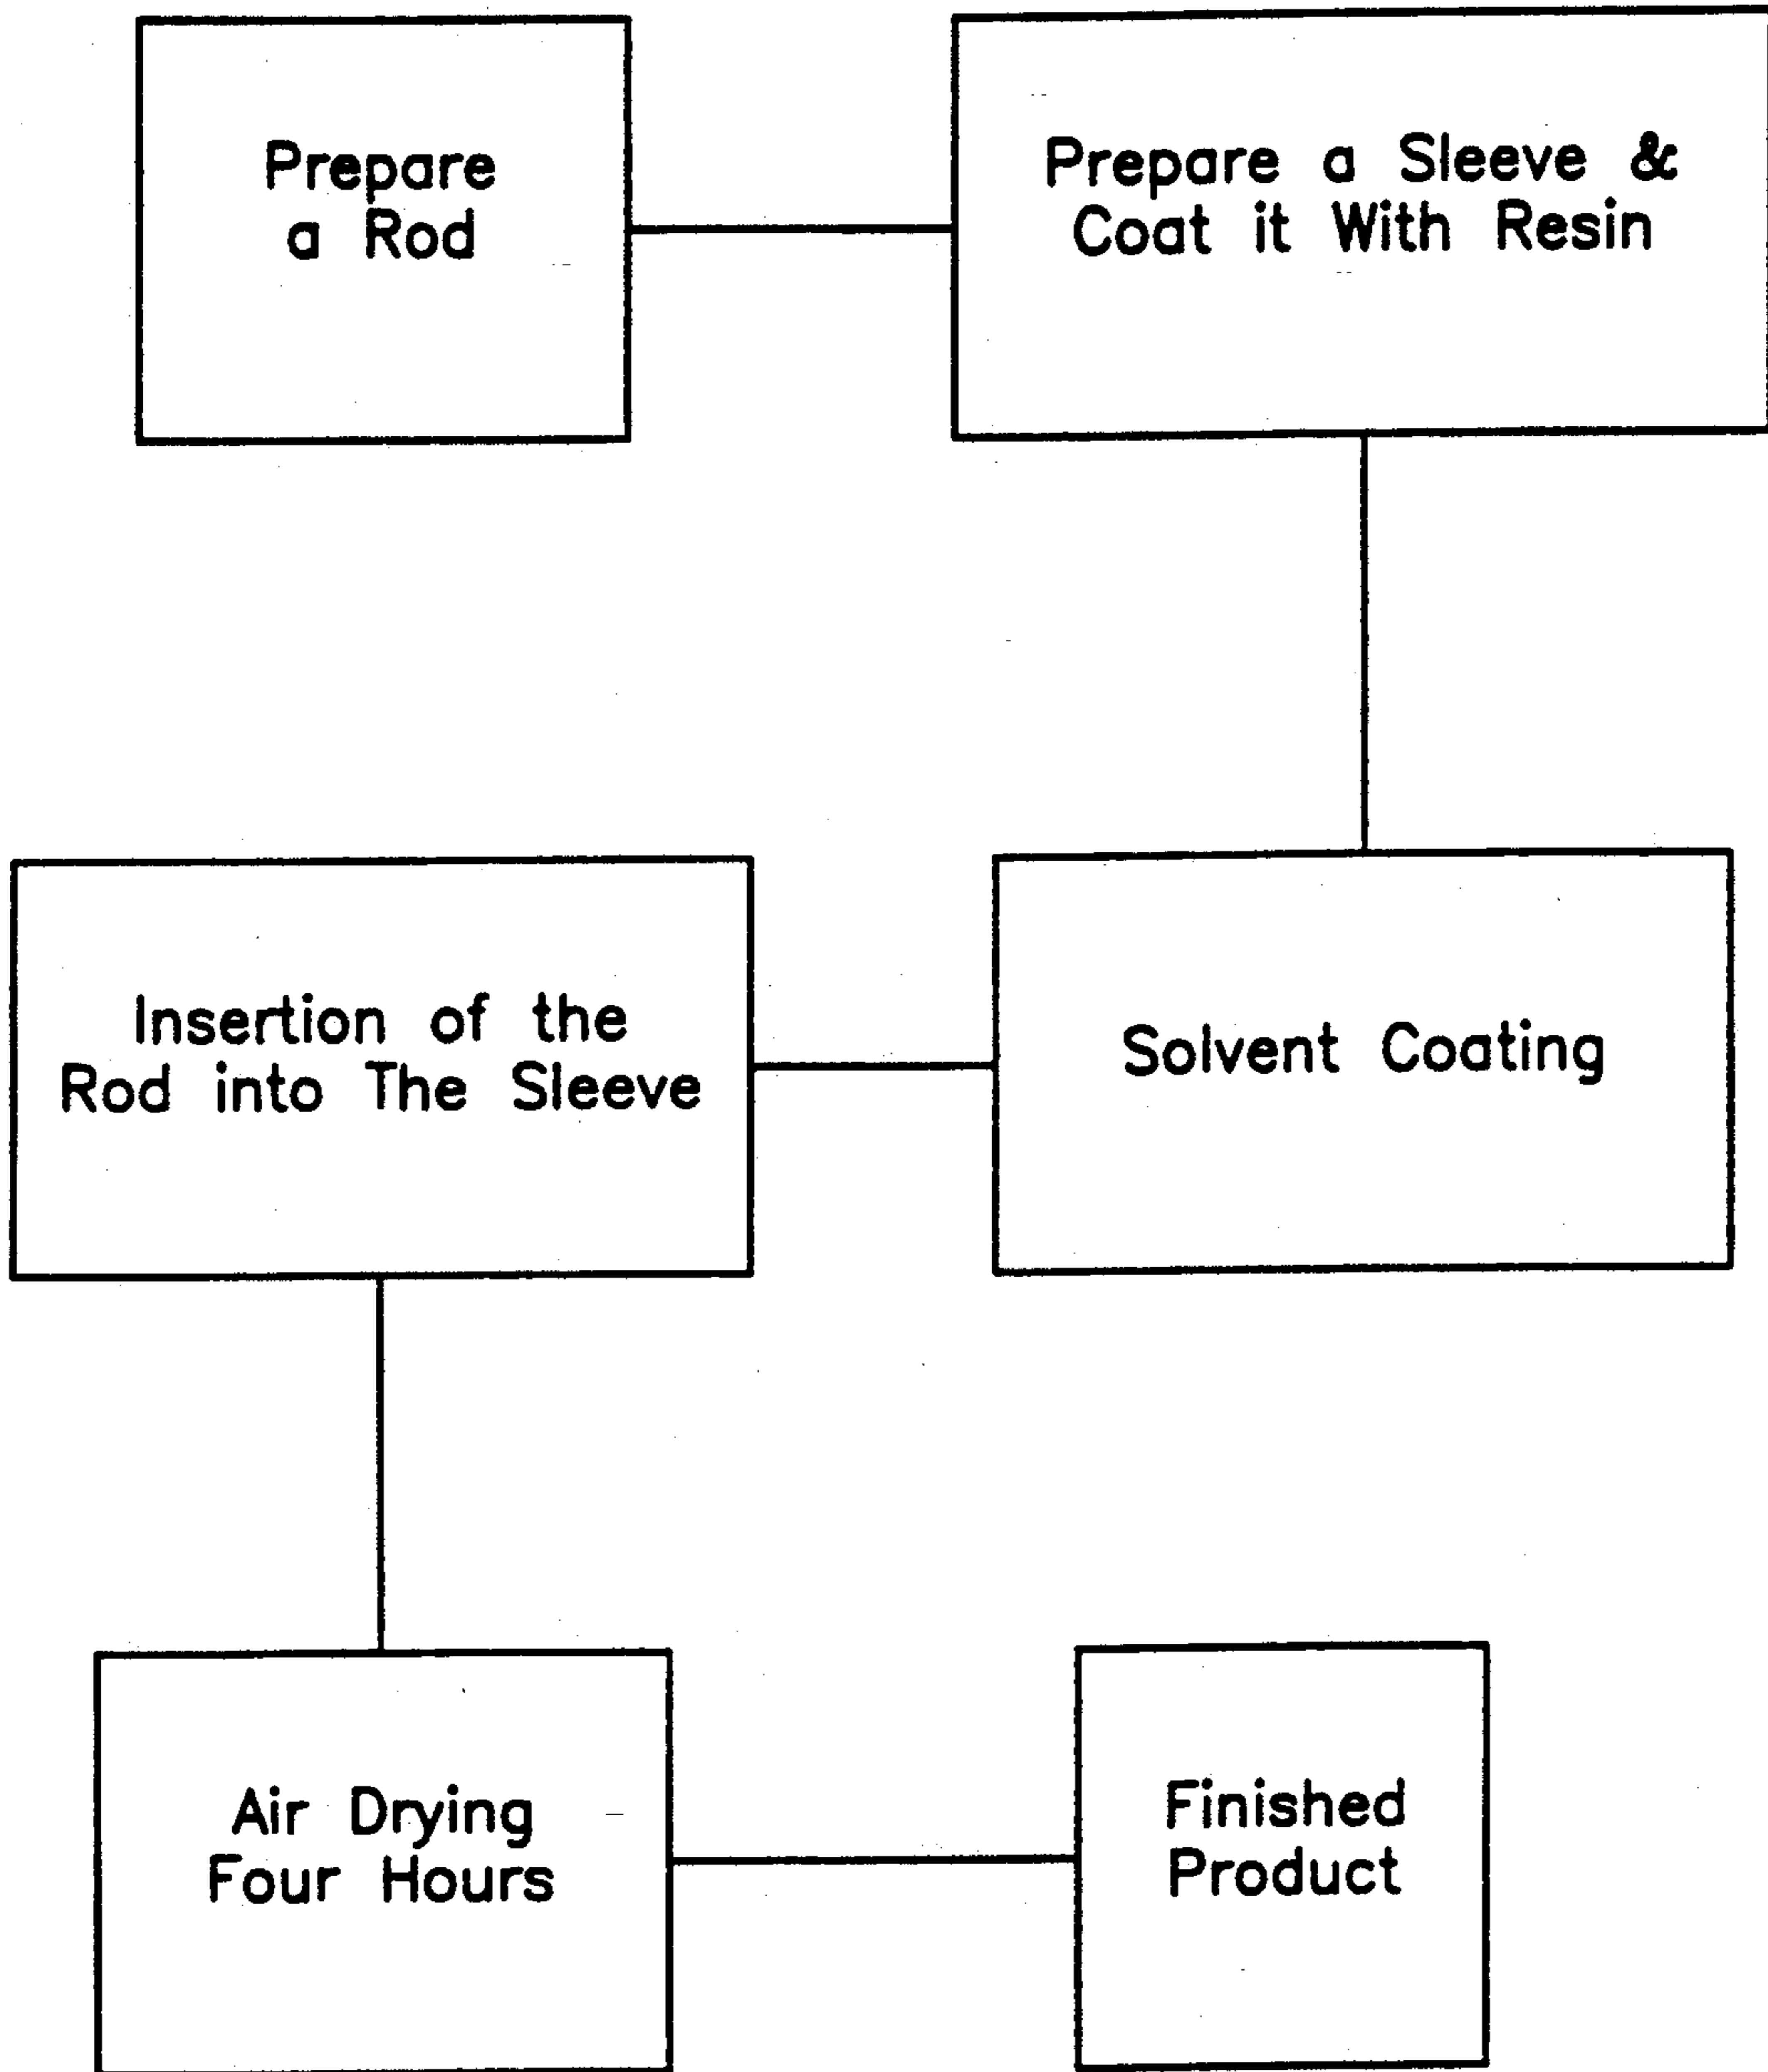 Prepare
a Rod
Prepare a Sleeve &
Coat it With Resin
Insertion of the
Rod into The Sleeve
Solvent Coating
Air Drying
Four Hours
Finished
Product